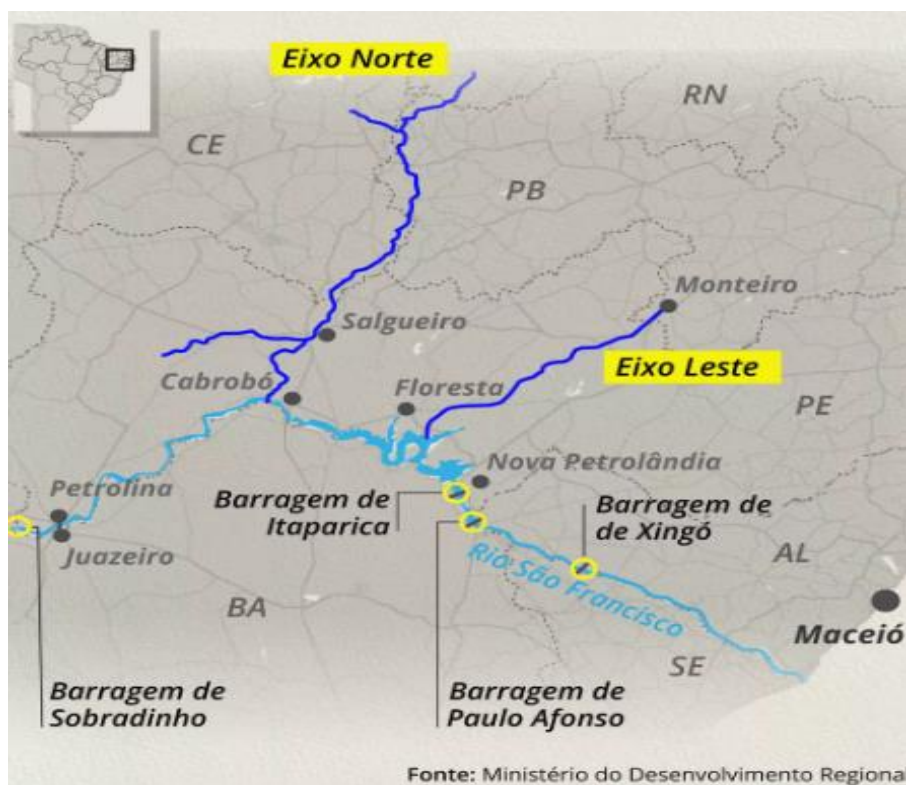 Eixo Norte
RN
CE
PB
Monteiro
Salgueiro
Eixo Leste
Cabrobó
Floresta
PE
Nova Petrolândia
Petrolina
Barragem de
Itaparica
Barragem de
de Xingó
Juazeiro
Rio São Francisco
AL
BA
Maceió
SE
Barragem de
Sobradinho
Barragem de
Paulo Afonso
Fonte: Ministério do Desenvolvimento Regional